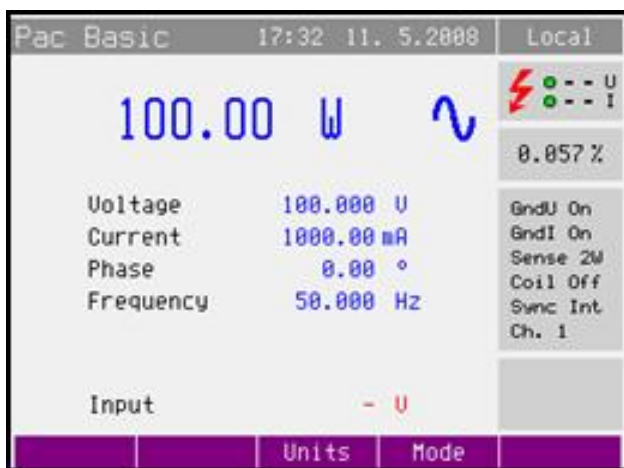 Pac Basic 17:32 11. 5.2008 Local
U
I
100.00 W
0.057 %
Voltage 100.000 V
Current 1000.00 mA
Phase 0.00 °
Frequency 50.000 Hz
GndU On
GndI On
Sense 2W
Coil Off
Sync Int
Ch. 1
Input - V
Units Mode